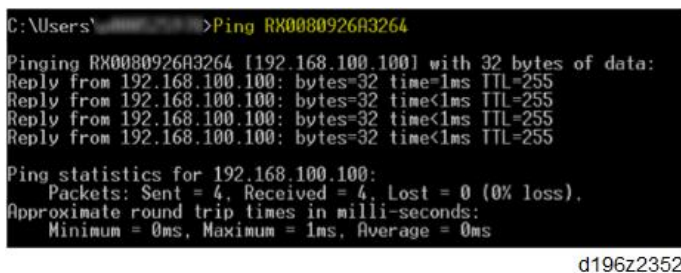 C:\Users\ >Ping RX0080926A3264
Pinging RX0080926A3264 [192.168.100.100] with 32 bytes of data:
Reply from 192.168.100.100: bytes=32 time=1ms TTL=255
Reply from 192.168.100.100: bytes=32 time<1ms TTL=255
Reply from 192.168.100.100: bytes=32 time<1ms TTL=255
Reply from 192.168.100.100: bytes=32 time<1ms TTL=255
Ping statistics for 192.168.100.100:
Packets: Sent = 4, Received = 4, Lost = 0 (0% loss),
Approximate round trip times in milli-seconds:
Minimum = 0ms, Maximum = 1ms, Average = 0ms
d196z2352